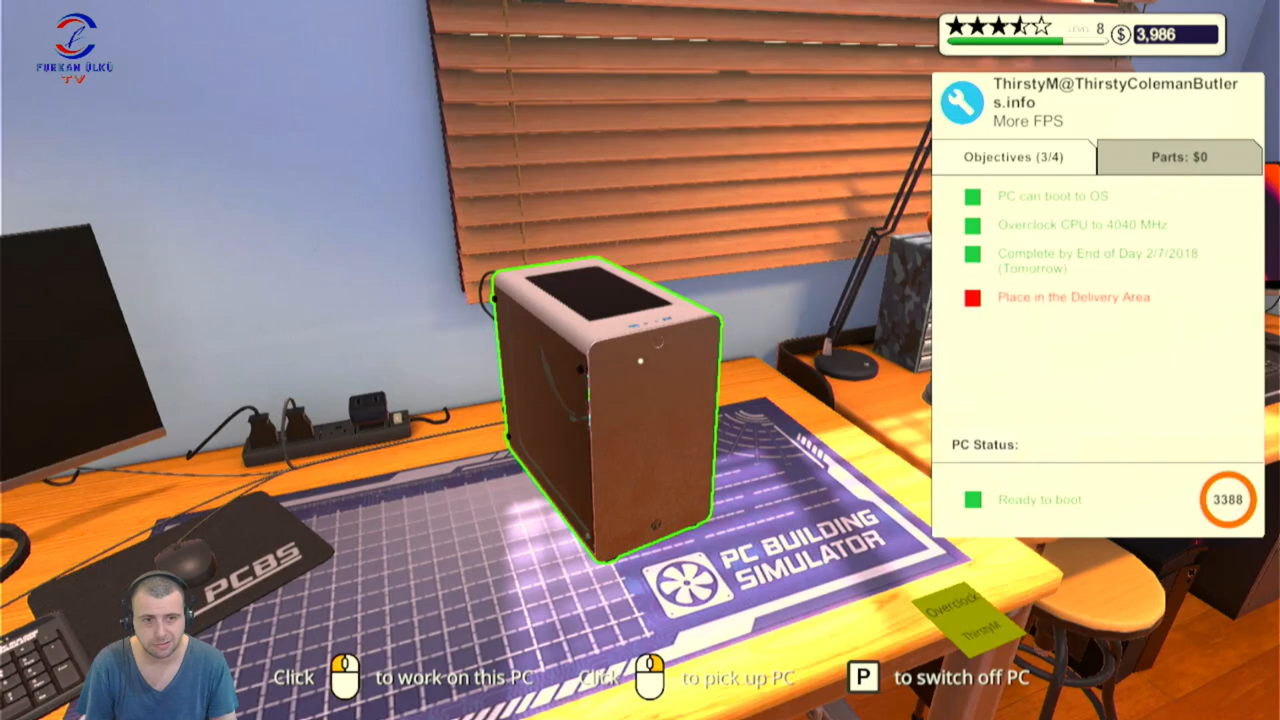 FURKAN ÜLKÜ
TV
LEVEL 8 $ 3,986
ThirstyM@ThirstyColemanButler
s.info
More FPS
Objectives (3/4)
Parts: $0
PC can boot to OS
Overclock CPU to 4040 MHz
Complete by End of Day 2/7/2018
(Tomorrow)
Place in the Delivery Area
PC Status:
Ready to boot
3388
PCBS
PC BUILDING
SIMULATOR
Overclock
ThirstyM
Click to work on this PC
Click to pick up PC
P to switch off PC